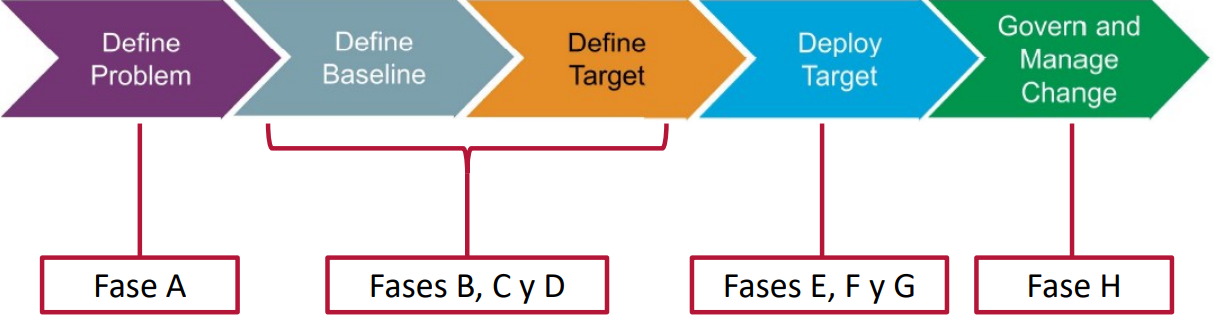 Define
Problem
Define
Baseline
Define
Target
Deploy
Target
Govern and
Manage
Change
Fase A
Fases B, C y D
Fases E, F y G
Fase H